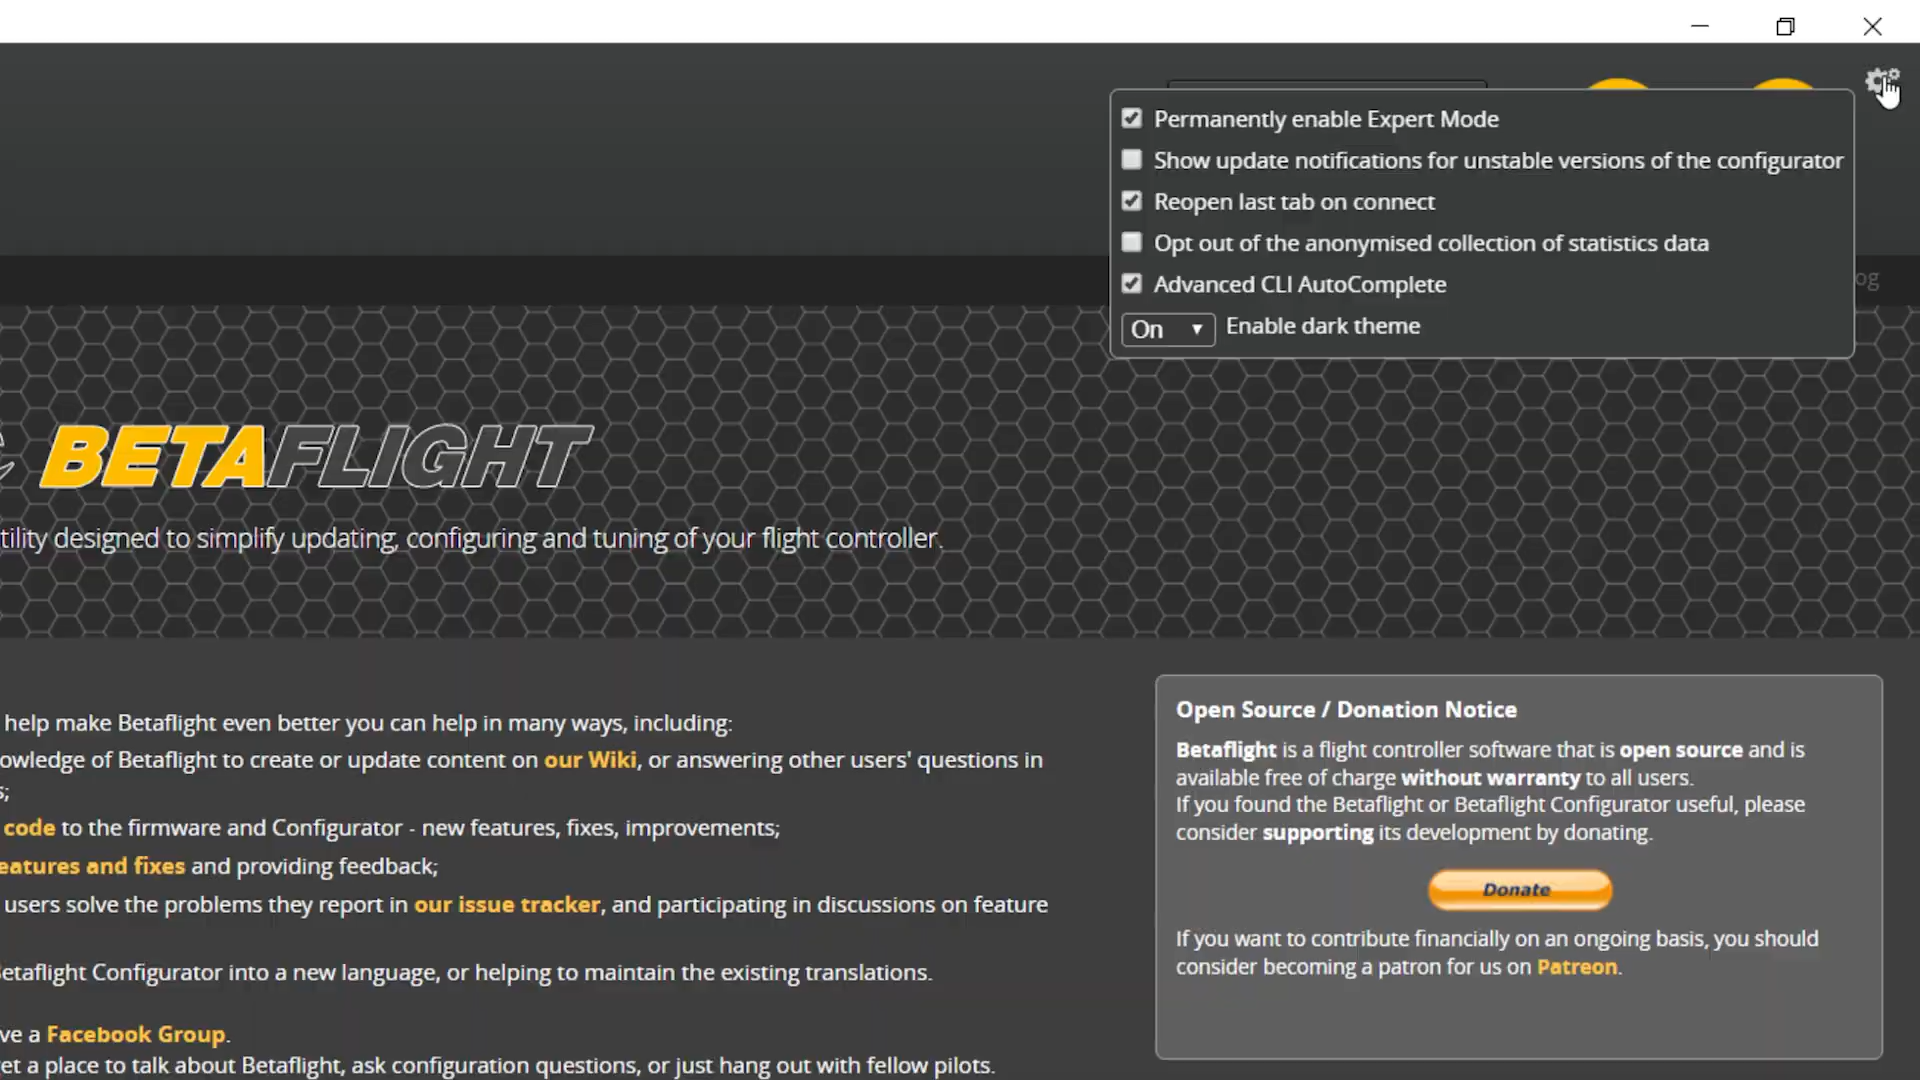 Permanently enable Expert Mode
Show update notifications for unstable versions of the configurator
Reopen last tab on connect
Opt out of the anonymised collection of statistics data
Advanced CLI AutoComplete
og
On ▼ Enable dark theme
BETAFLIGHT
tility designed to simplify updating, configuring and tuning of your flight controller.
help make Betaflight even better you can help in many ways, including:
owledge of Betaflight to create or update content on our Wiki, or answering other users' questions in
s;
code to the firmware and Configurator - new features, fixes, improvements;
eatures and fixes and providing feedback;
users solve the problems they report in our issue tracker, and participating in discussions on feature
etaflight Configurator into a new language, or helping to maintain the existing translations.
ve a Facebook Group.
et a place to talk about Betaflight, ask configuration questions, or just hang out with fellow pilots.
Open Source / Donation Notice
Betaflight is a flight controller software that is open source and is
available free of charge without warranty to all users.
If you found the Betaflight or Betaflight Configurator useful, please
consider supporting its development by donating.
Donate
If you want to contribute financially on an ongoing basis, you should
consider becoming a patron for us on Patreon.